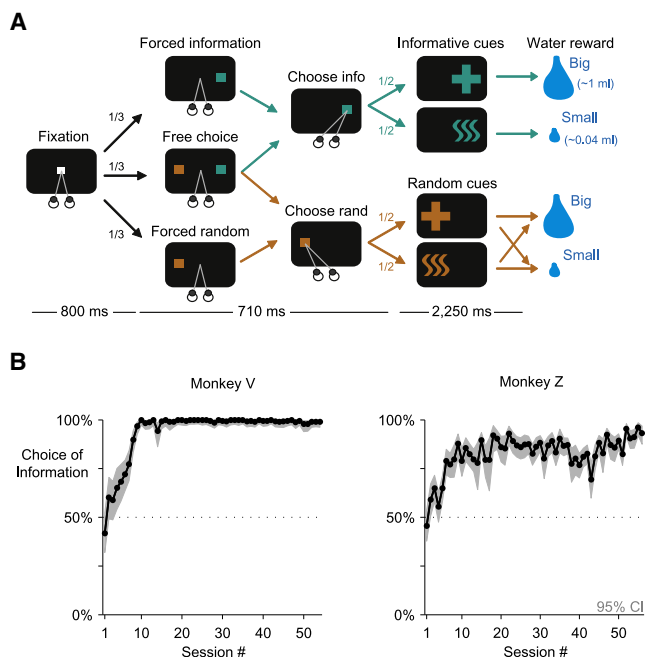 A
Forced information
Informative cues
Water reward
Big
(~1 ml)
Choose info
1/2
1/2
Small
(~0.04 ml)
1/3
Fixation
1/3
Free choice
1/3
Random cues
Choose rand
1/2
Big
Forced random
1/2
Small
800 ms
710 ms
2,250 ms
B
Monkey V
Monkey Z
100%
100%
Choice of
Information
50%
50%
0%
0%
95% CI
1 10 20 30 40 50
1 10 20 30 40 50
Session #
Session #